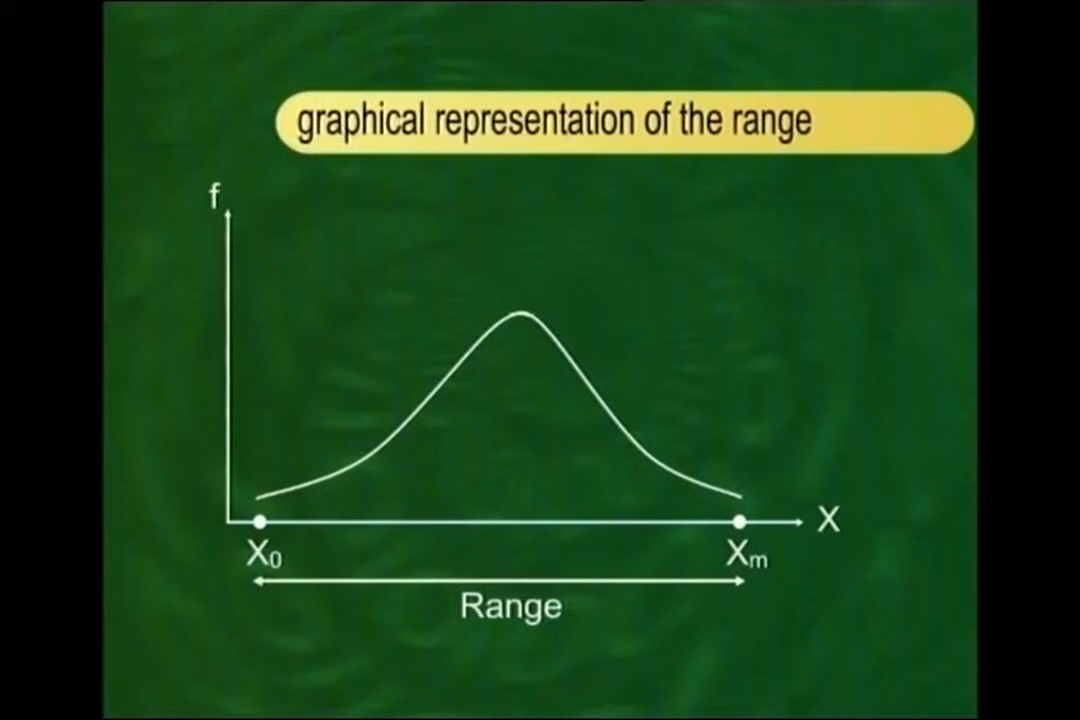 graphical representation of the range
f
X
X₀
Xₘ
Range